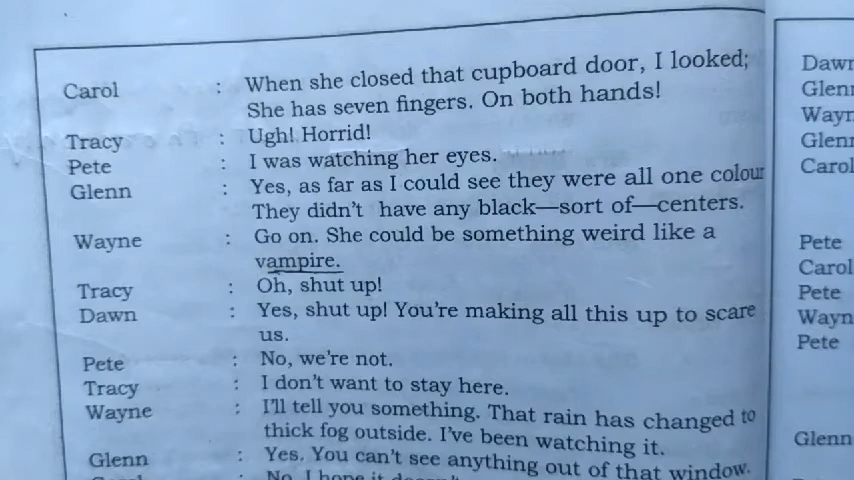 Carol : When she closed that cupboard door, I looked;
She has seven fingers. On both hands!
Tracy : Ugh! Horrid!
Pete : I was watching her eyes.
Glenn : Yes, as far as I could see they were all one colour
They didn't have any black—sort of—centers.
Wayne : Go on. She could be something weird like a
vampire.
Tracy : Oh, shut up!
Dawn : Yes, shut up! You're making all this up to scare
us.
Pete : No, we're not.
Tracy : I don't want to stay here.
Wayne : I'll tell you something. That rain has changed to
thick fog outside. I've been watching it.
Glenn : Yes. You can't see anything out of that window.
: No, I hope it
Dawn
Glenn
Wayn
Glenn
Carol
Pete
Carol
Pete
Wayn
Pete
Glenn